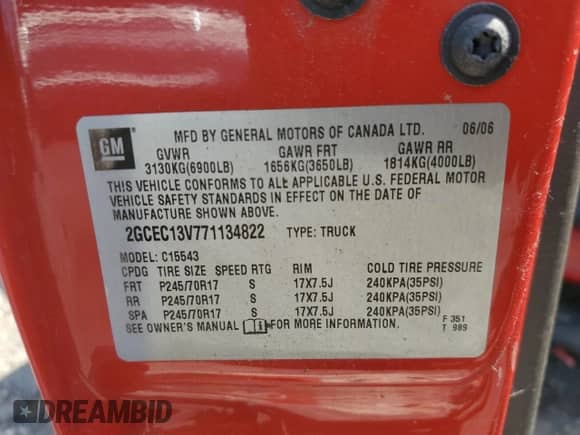 GM
MFD BY GENERAL MOTORS OF CANADA LTD. 06/06
GVWR GAWR FRT GAWR RR
3130KG(6900LB) 1656KG(3650LB) 1814KG(4000LB)
THIS VEHICLE CONFORMS TO ALL APPLICABLE U.S. FEDERAL MOTOR
VEHICLE SAFETY STANDARDS IN EFFECT ON THE DATE OF
MANUFACTURE SHOWN ABOVE.
2GCEC13V771134822 TYPE: TRUCK
MODEL: C15543
CPDG TIRE SIZE SPEED RTG RIM COLD TIRE PRESSURE
FRT P245/70R17 S 17X7.5J 240KPA(35PSI)
RR P245/70R17 S 17X7.5J 240KPA(35PSI)
SPA P245/70R17 S 17X7.5J 240KPA(35PSI)
SEE OWNER'S MANUAL FOR MORE INFORMATION. F 351
T 989
DREAMBID